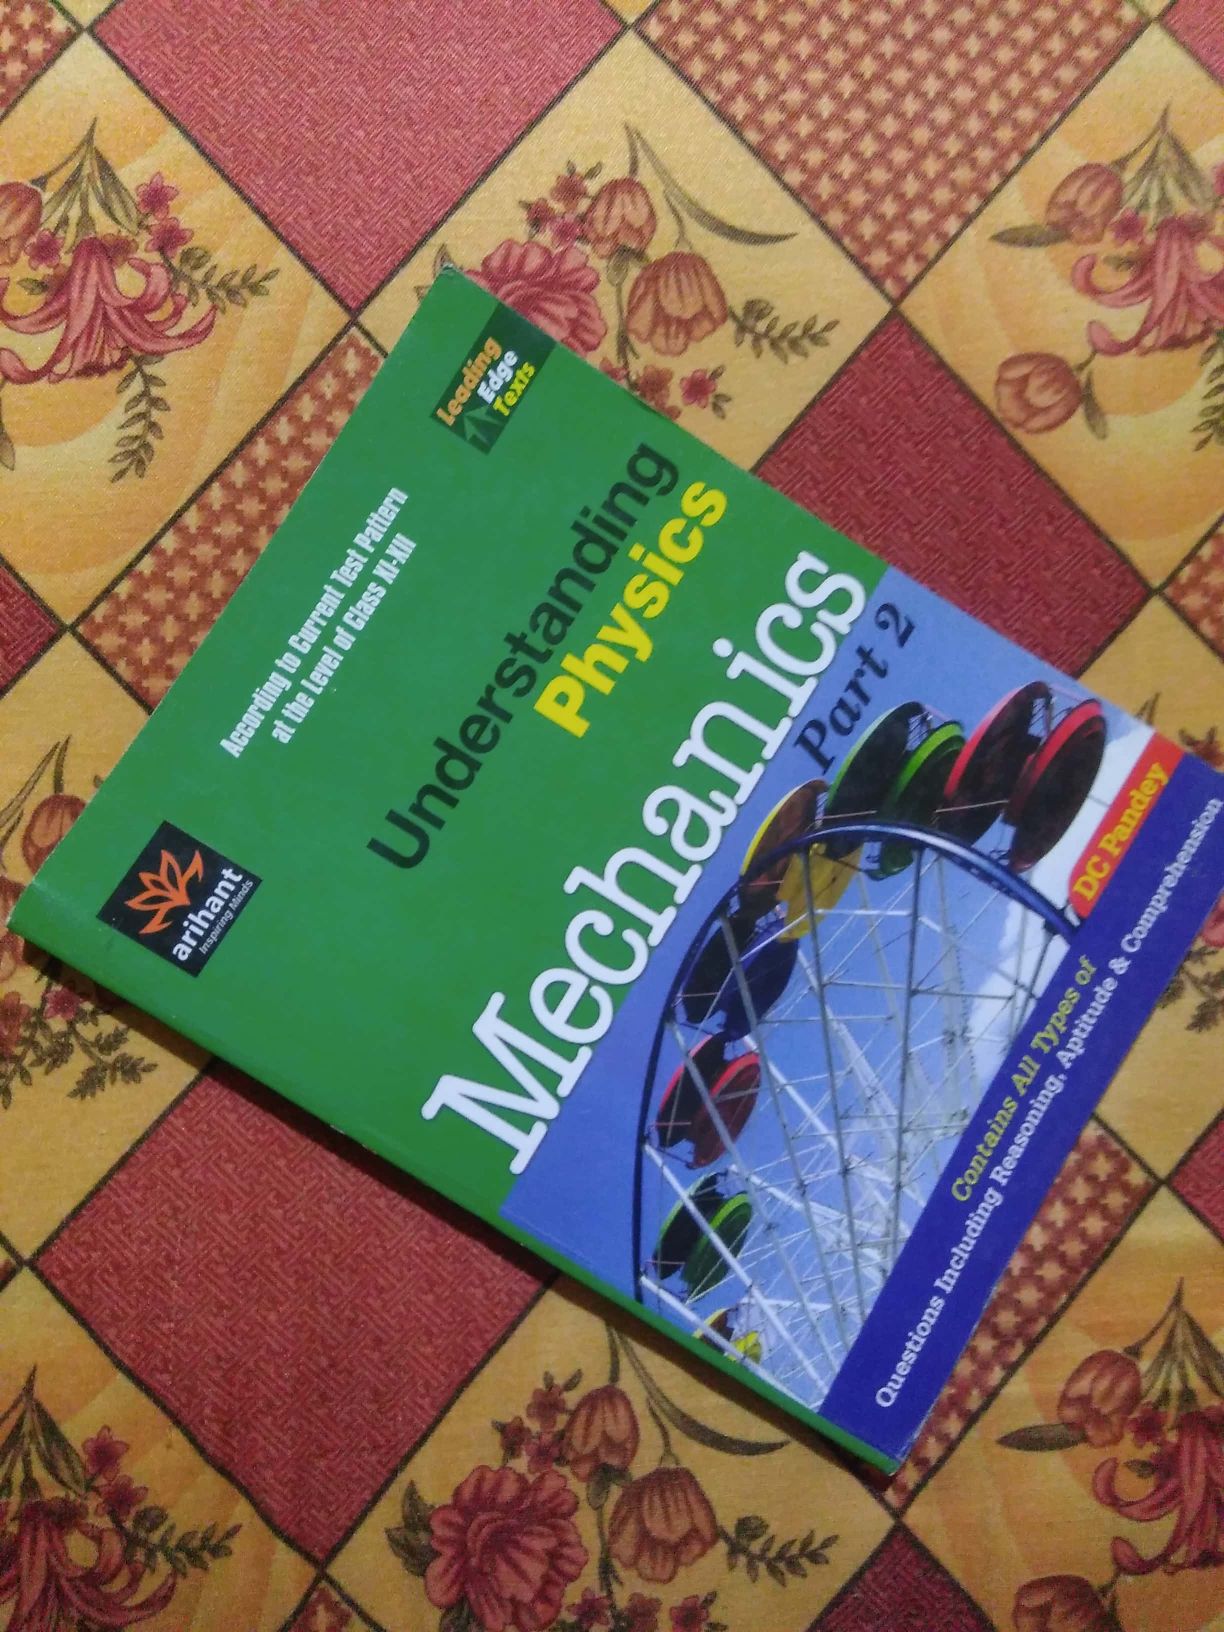 Leading
Edge
Texts
According to Current Test Pattern
at the Level of Class XI-XII
Understanding
Physics
Mechanics
Part 2
arihant
Inspiring Minds
DC Pandey
Contains All Types of
Questions Including Reasoning, Aptitude & Comprehension